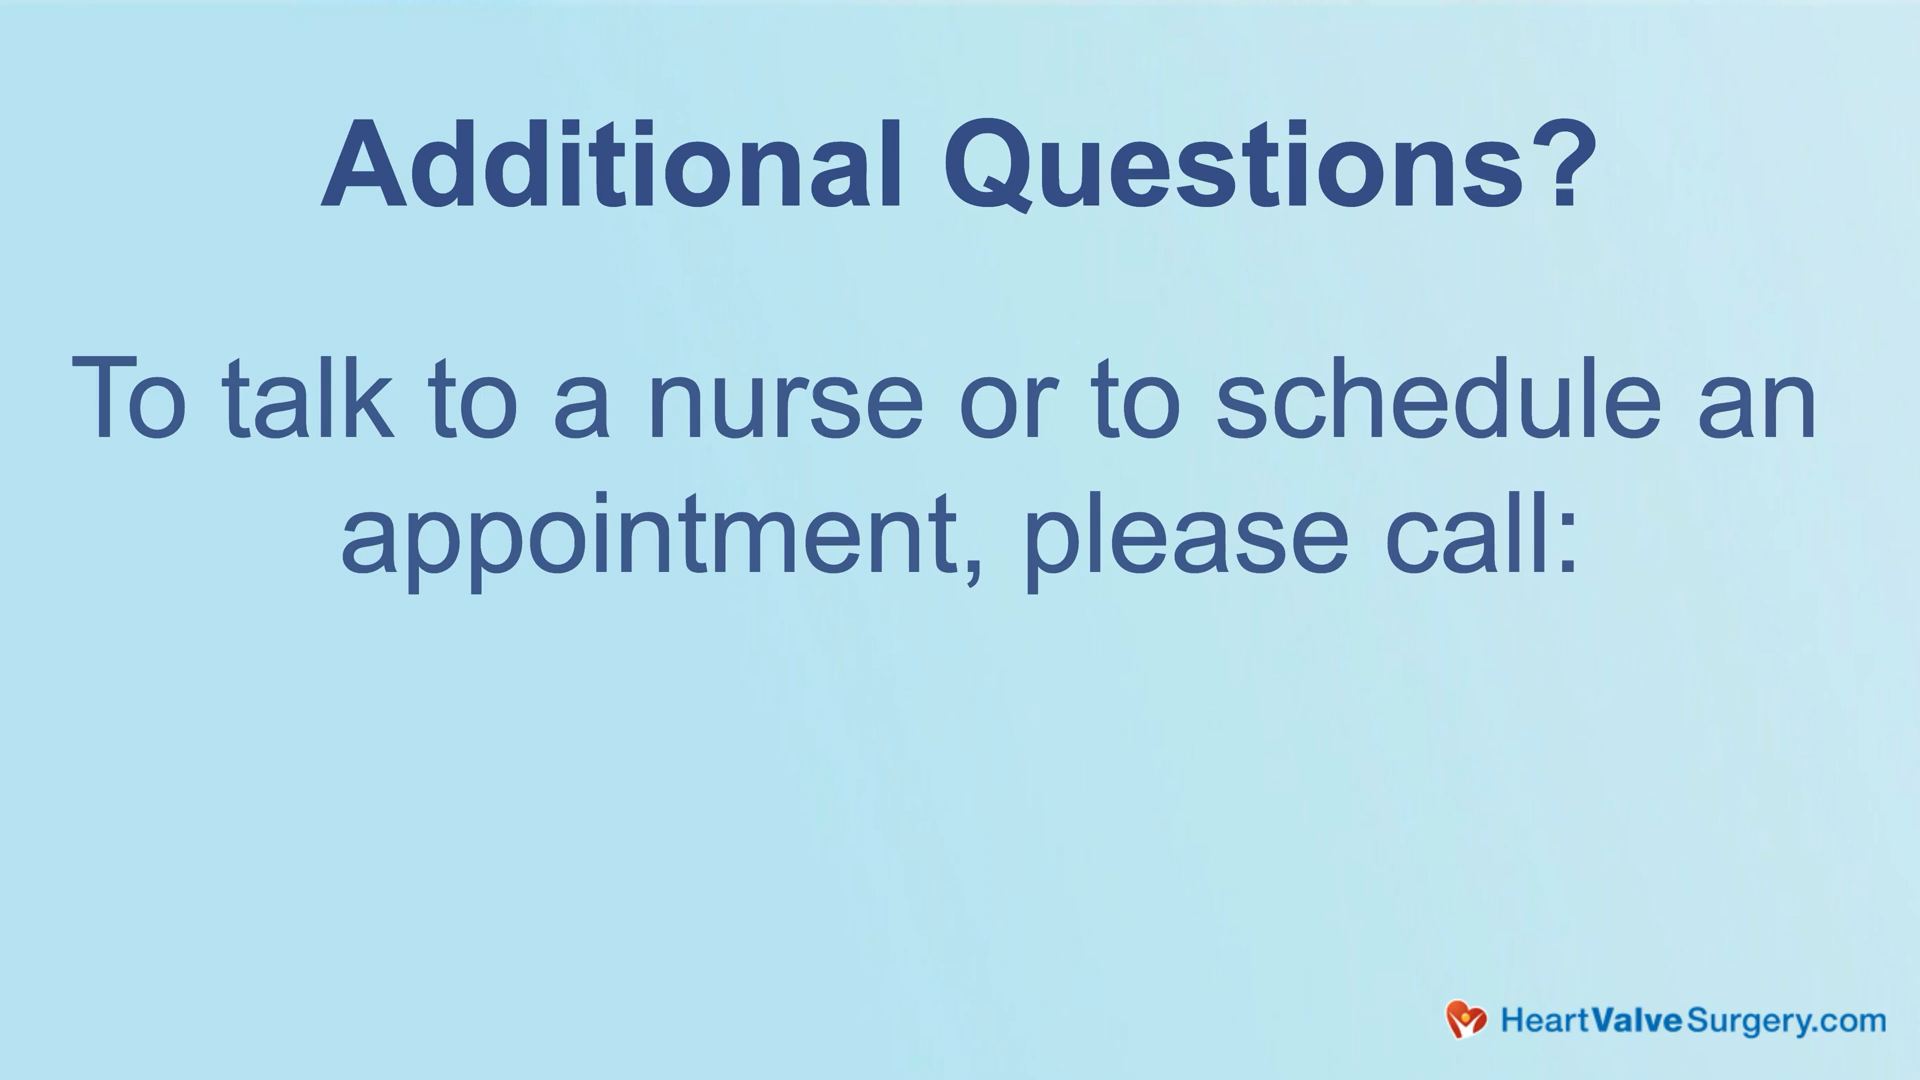 Additional Questions?
To talk to a nurse or to schedule an
appointment, please call:
HeartValveSurgery.com